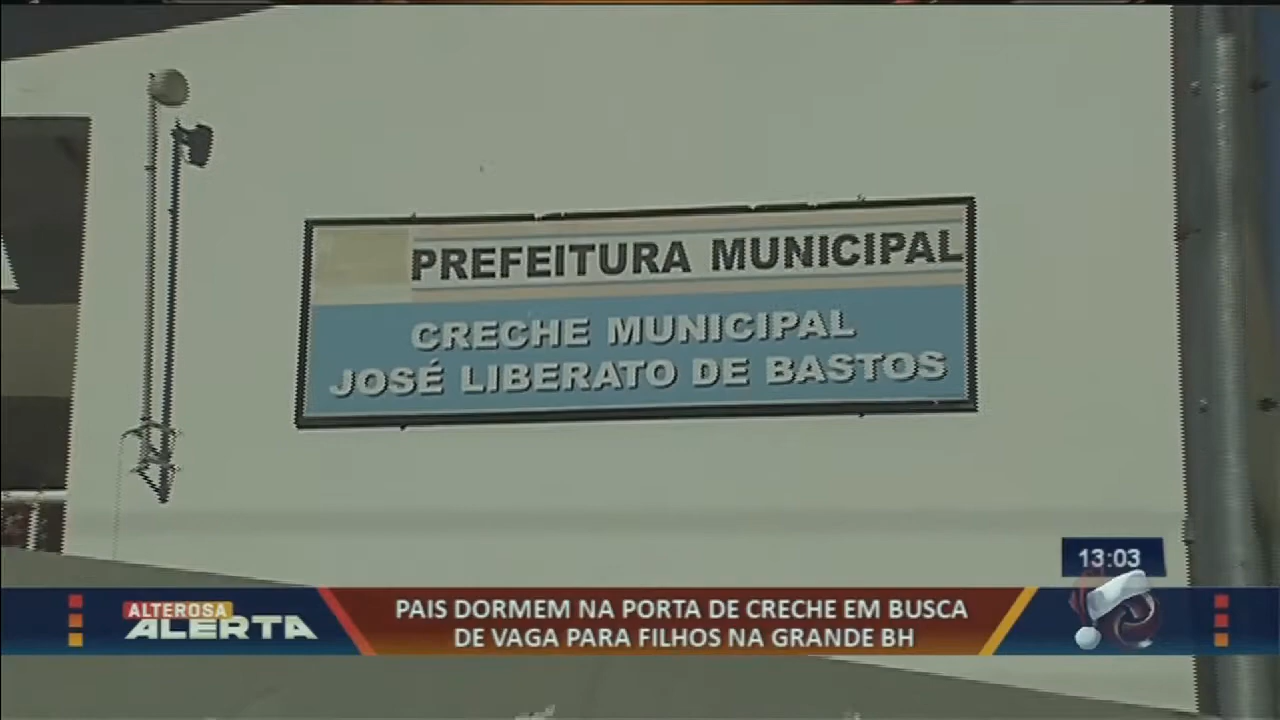 PREFEITURA MUNICIPAL
CRECHE MUNICIPAL
JOSÉ LIBERATO DE BASTOS
13:03
ALTEROSA
ALERTA
PAIS DORMEM NA PORTA DE CRECHE EM BUSCA
DE VAGA PARA FILHOS NA GRANDE BH